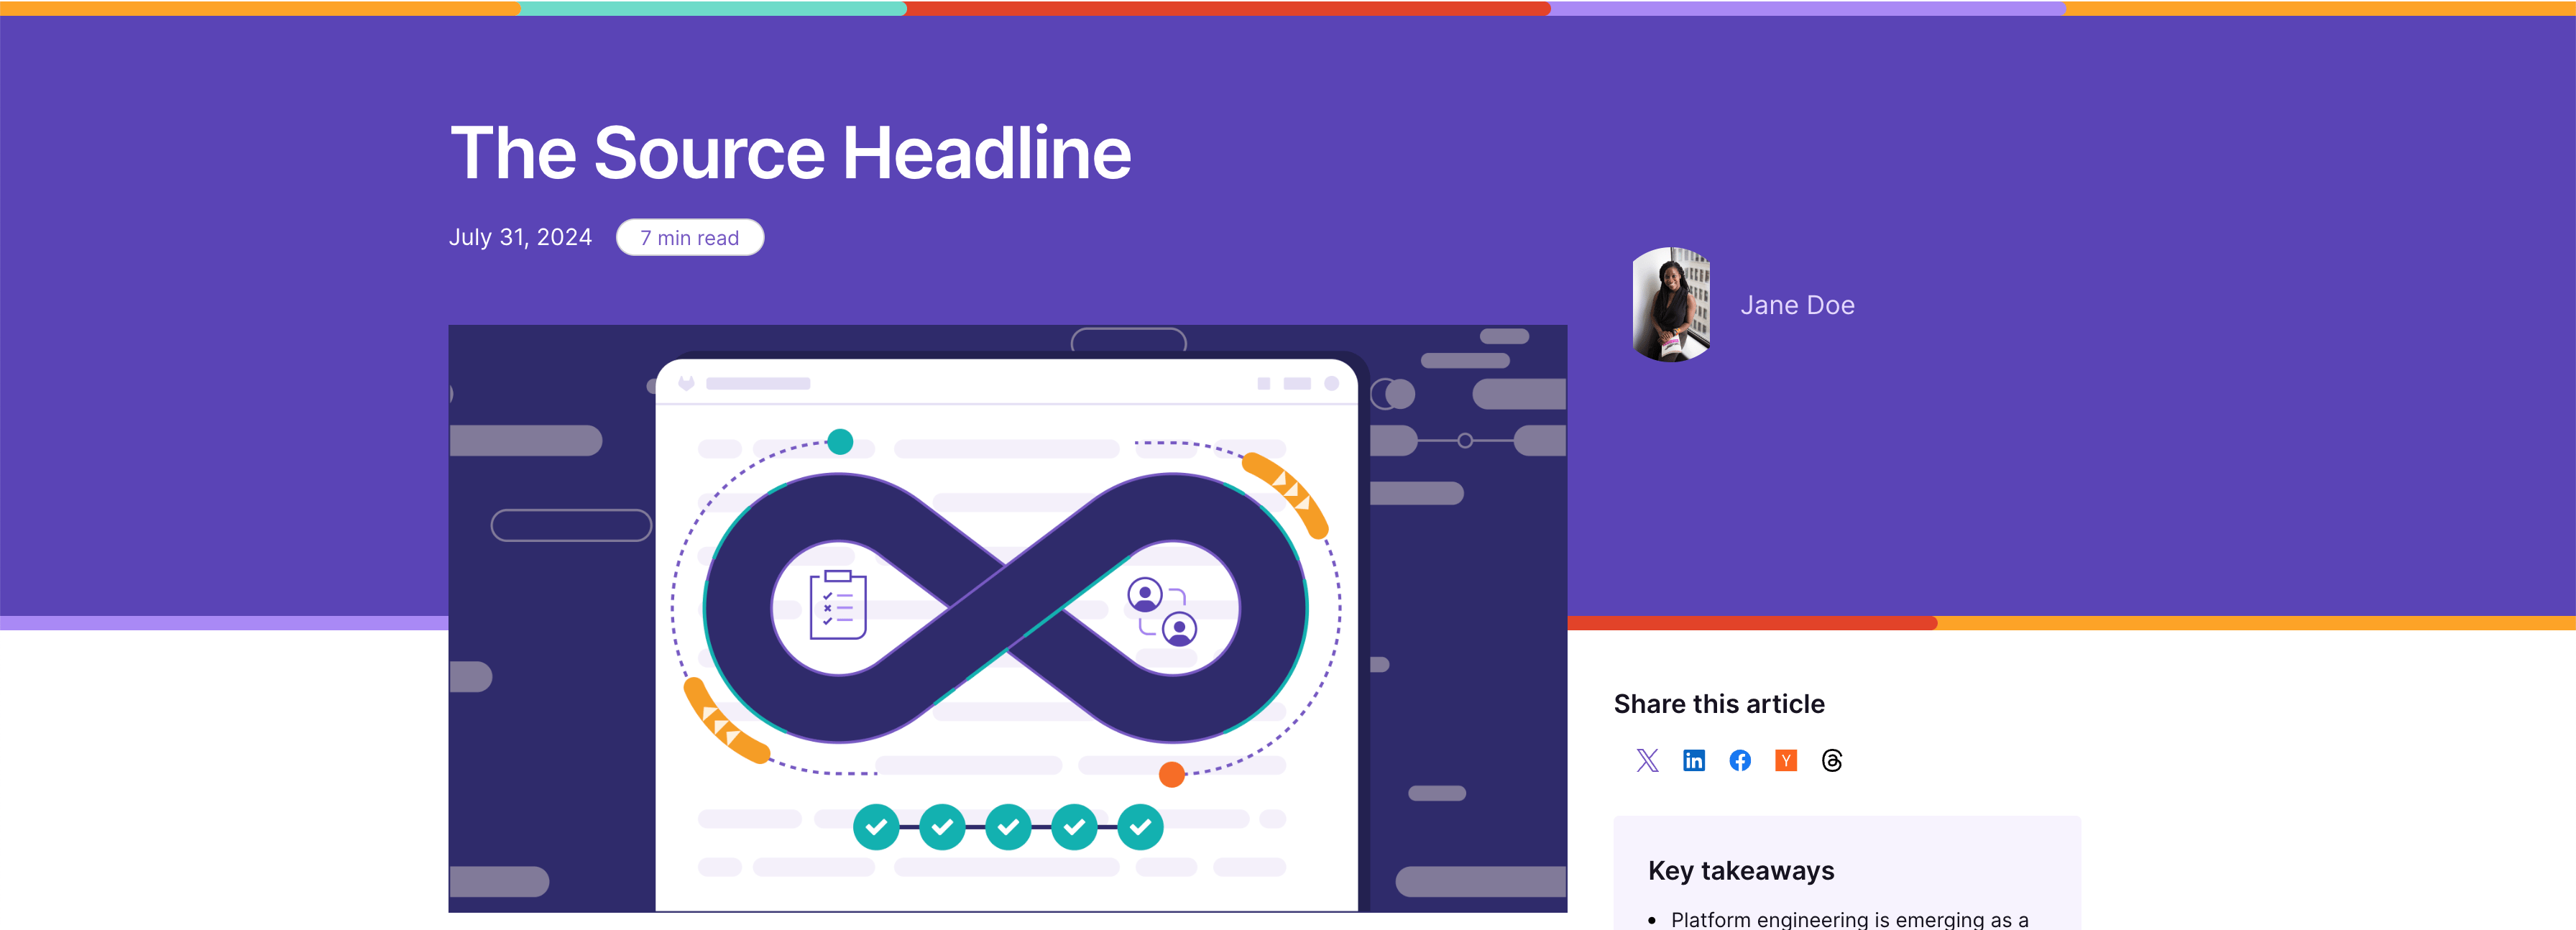 The Source Headline
July 31, 2024
7 min read
Jane Doe
Share this article
Key takeaways
• Platform engineering is emerging as a